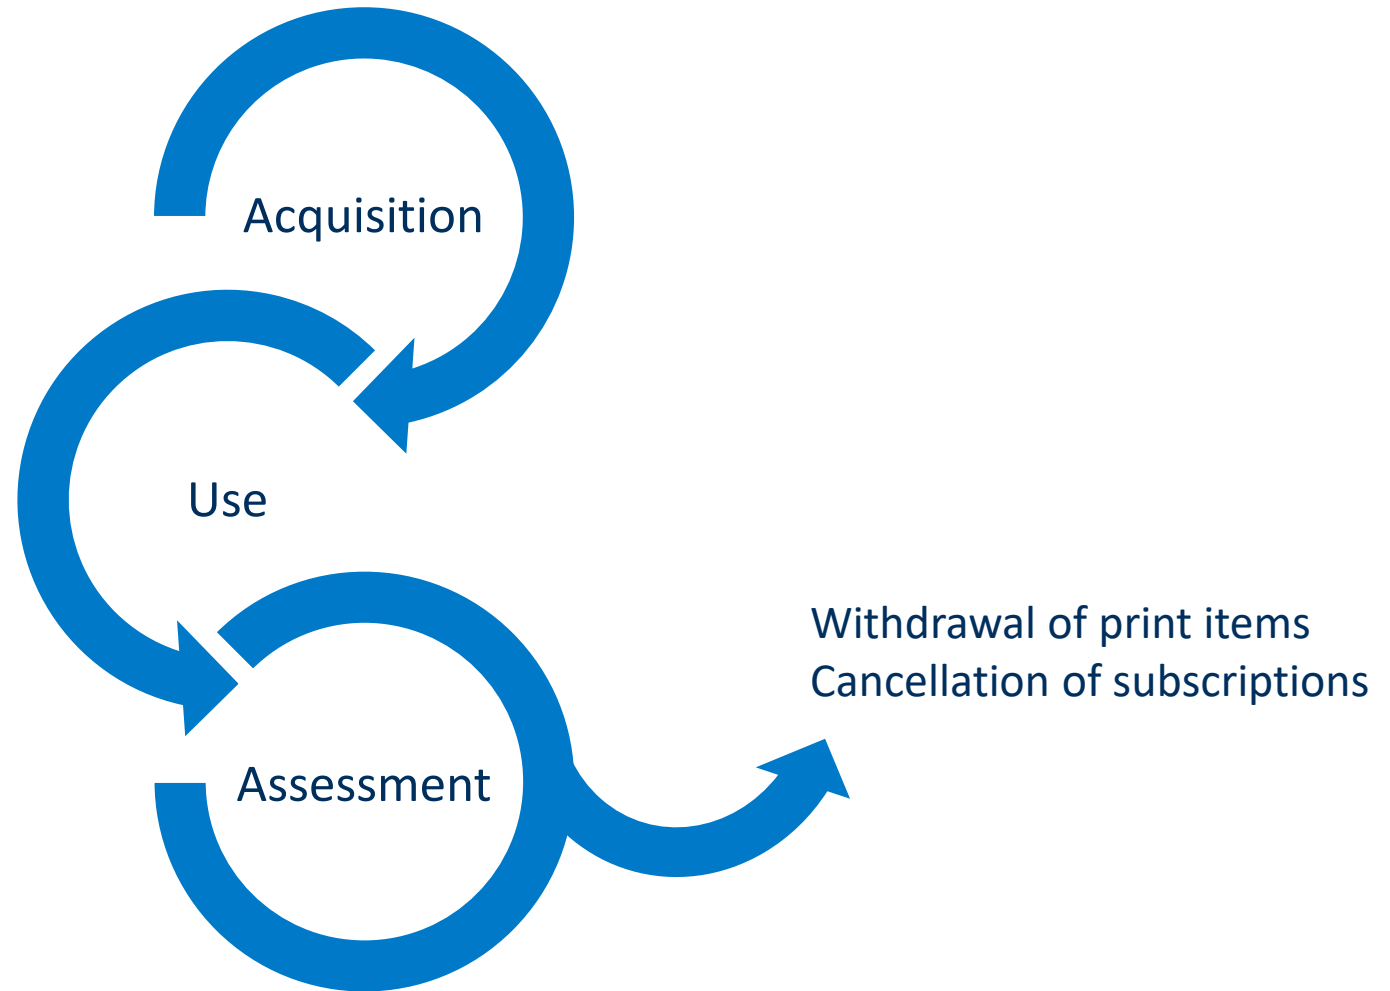 Acquisition
Use
Assessment
Withdrawal of print items
Cancellation of subscriptions